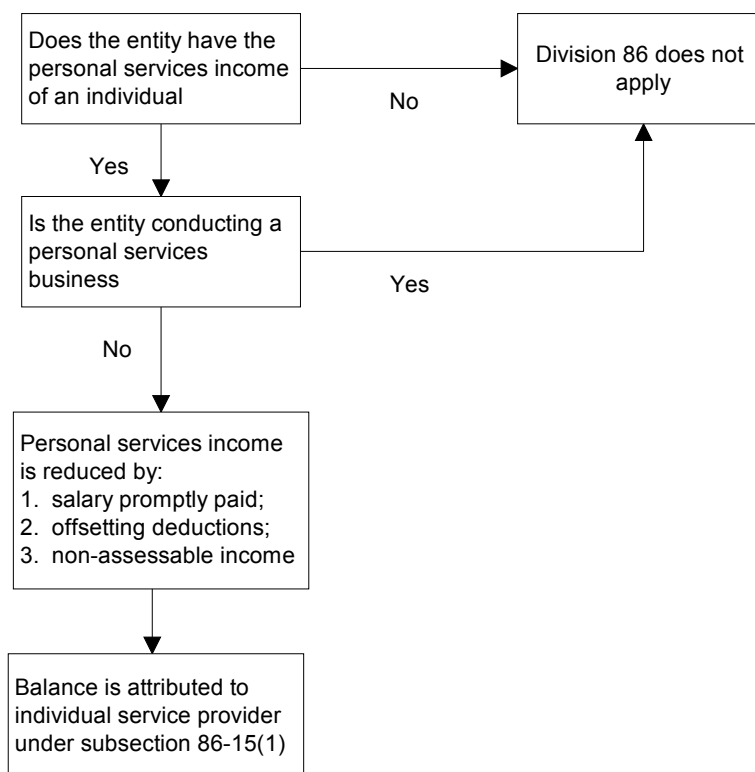 Does the entity have the
personal services income
of an individual
No
Division 86 does not
apply
Yes
Is the entity conducting a
personal services
business
Yes
No
Personal services income
is reduced by:
1. salary promptly paid;
2. offsetting deductions;
3. non-assessable income
Balance is attributed to
individual service provider
under subsection 86-15(1)